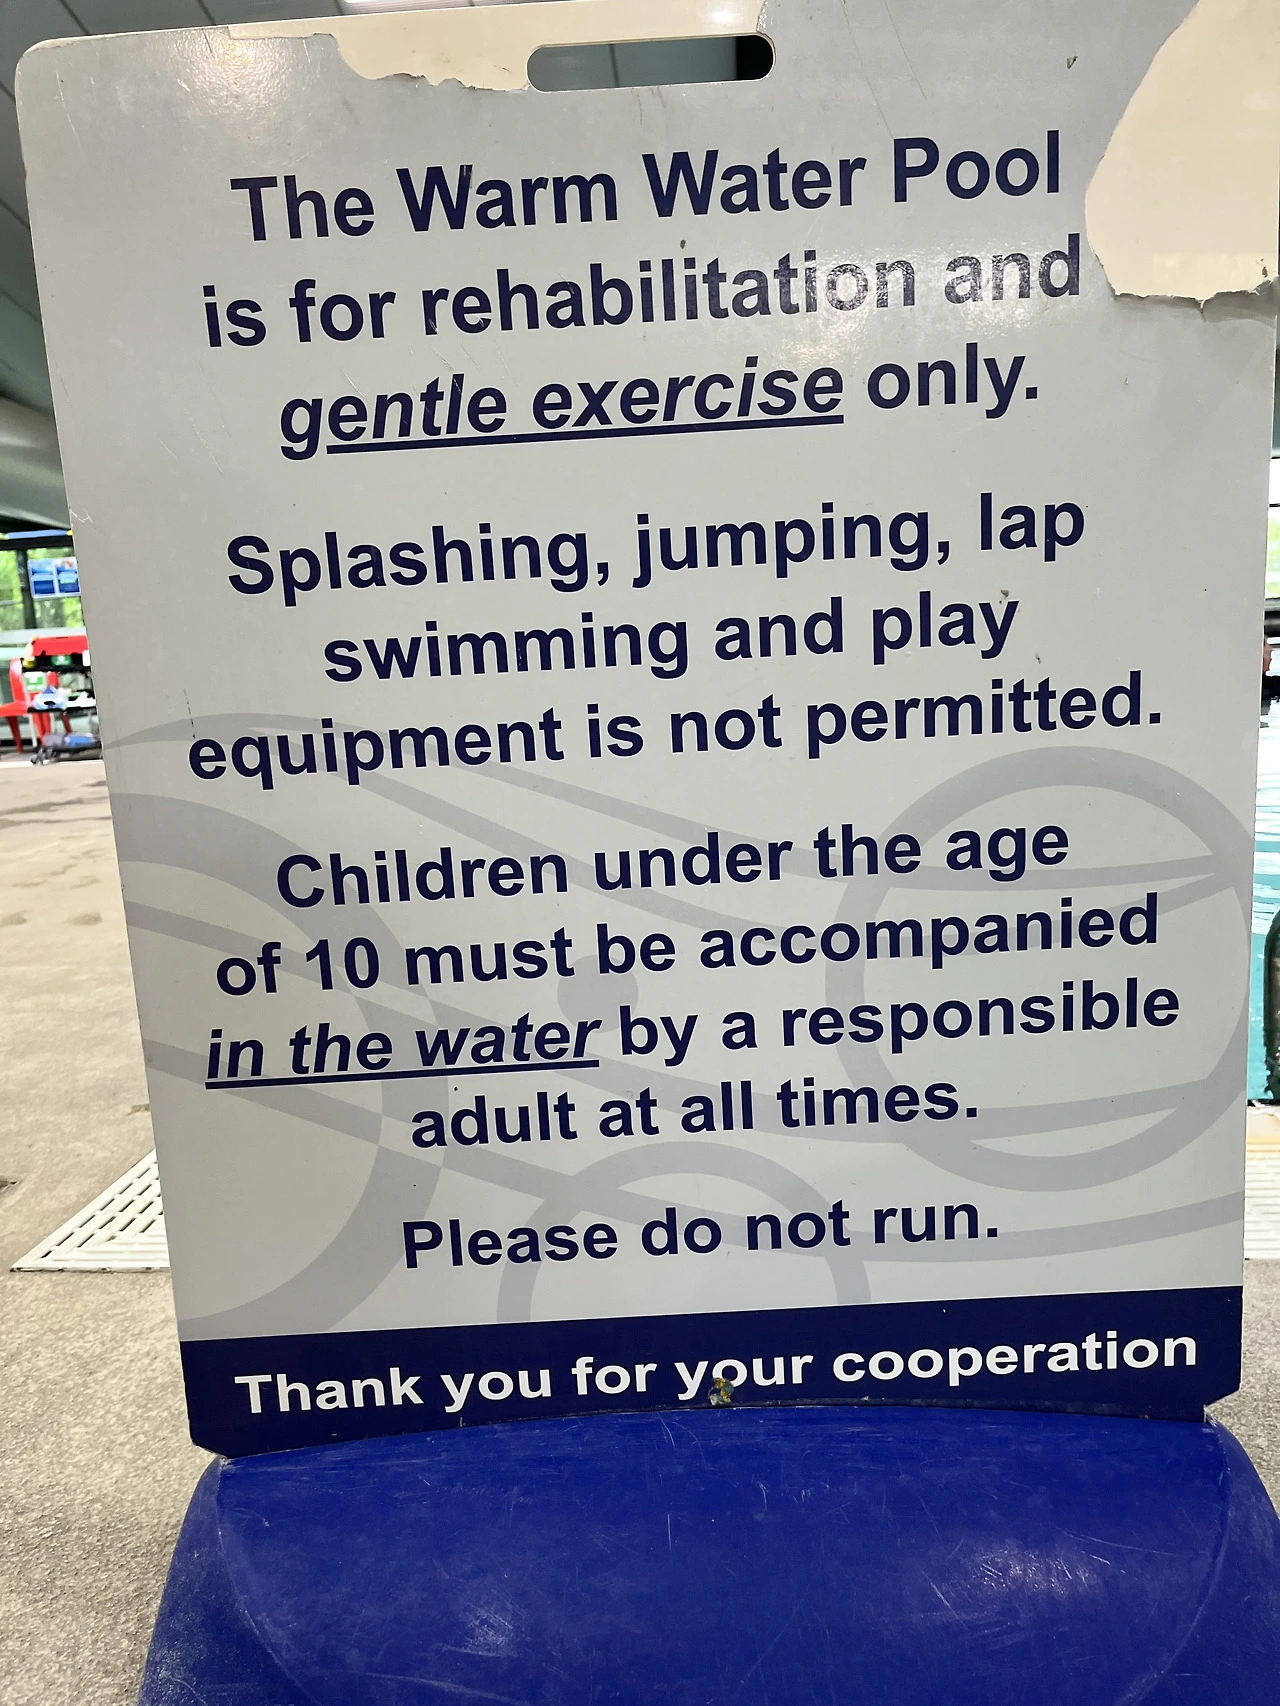 The Warm Water Pool
is for rehabilitation and
gentle exercise only.
Splashing, jumping, lap
swimming and play
equipment is not permitted.
Children under the age
of 10 must be accompanied
in the water by a responsible
adult at all times.
Please do not run.
Thank you for your cooperation